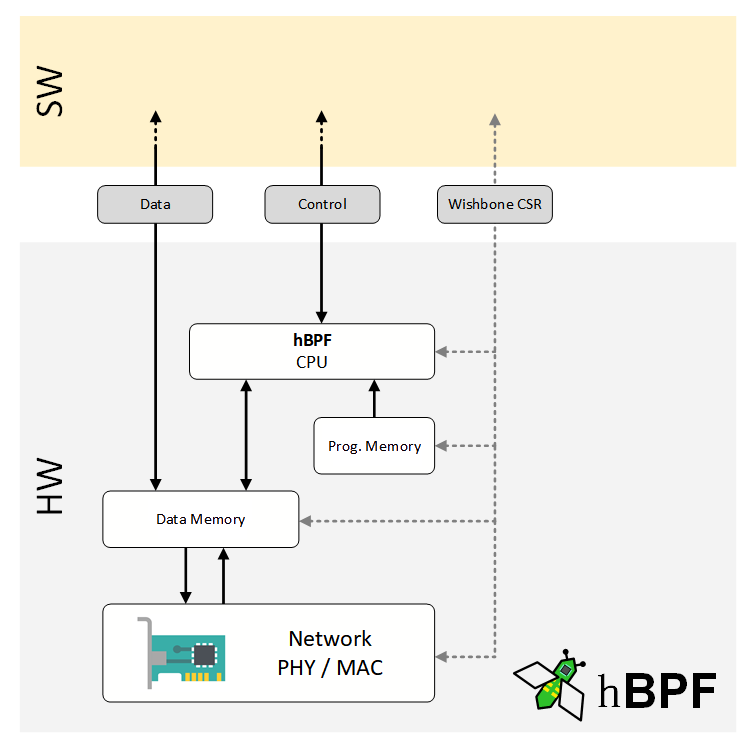 SW
Data
Control
Wishbone CSR
hBPF
CPU
Prog. Memory
HW
Data Memory
Network
PHY / MAC
hBPF